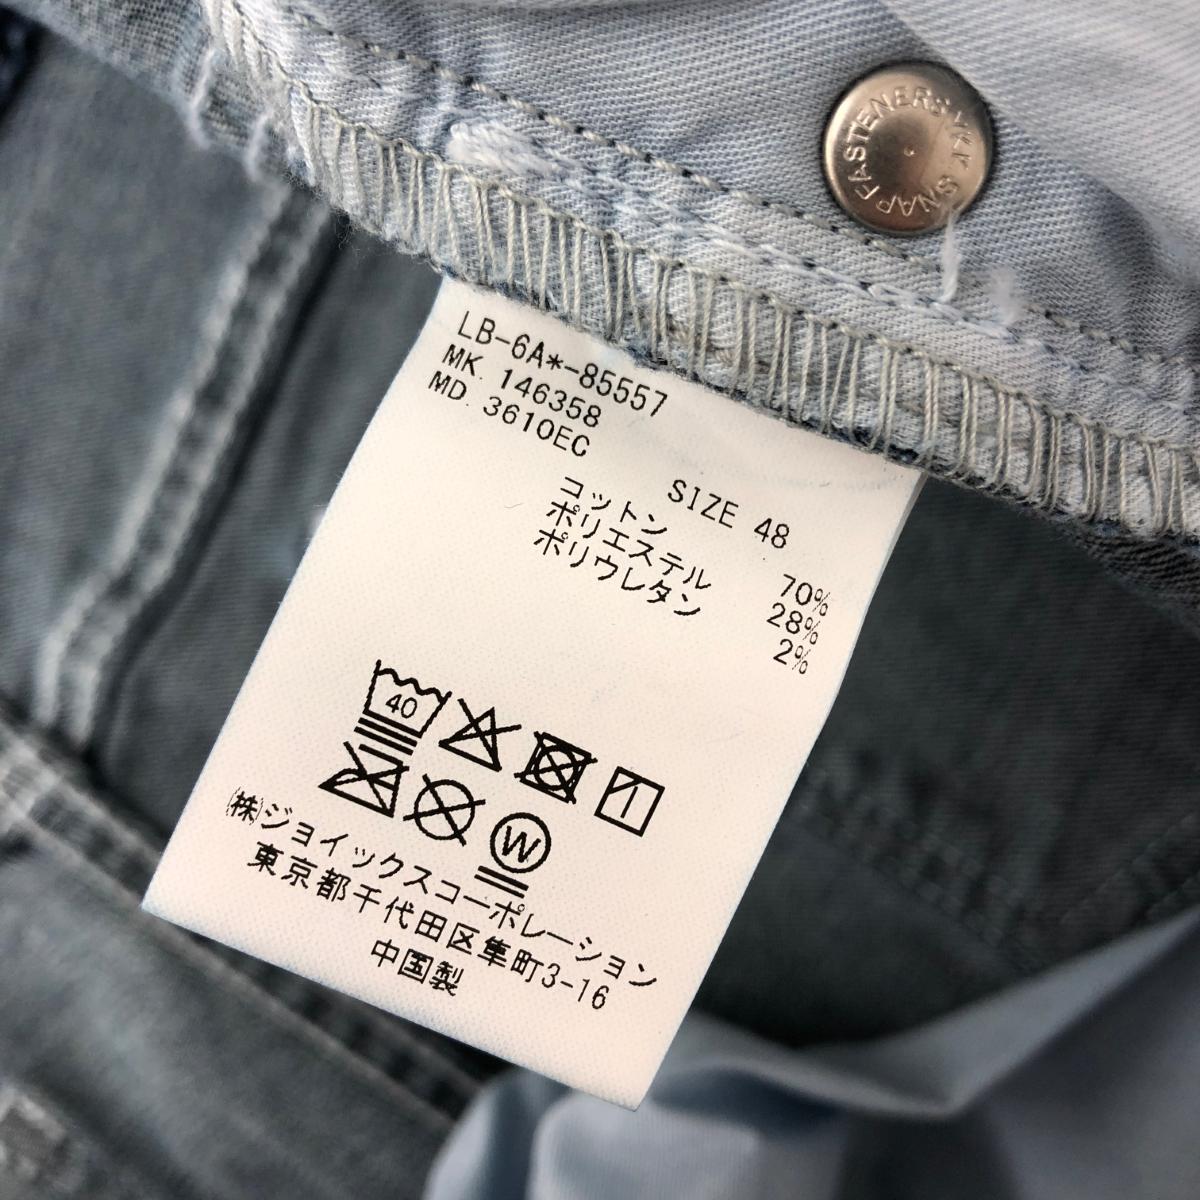 SNAP FASTENERS YKK
LB-6A*-85557
MK 146358
MD 3610EC
SIZE 48
コットン 70%
ポリエステル 28%
ポリウレタン 2%
40
W
㈱ジョイックスコーポレーション
東京都千代田区隼町3-16
中国製